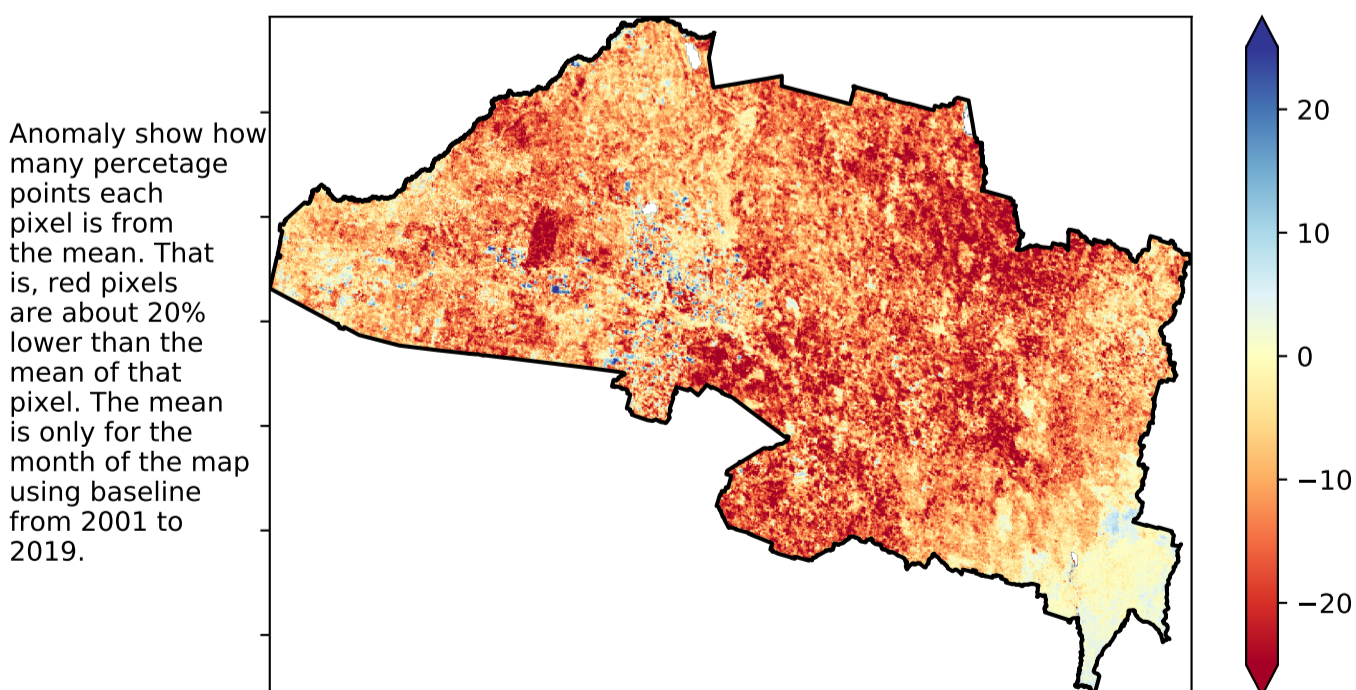 Anomaly show how
many percetage
points each
pixel is from
the mean. That
is, red pixels
are about 20%
lower than the
mean of that
pixel. The mean
is only for the
month of the map
using baseline
from 2001 to
2019.
20
10
0
−10
−20